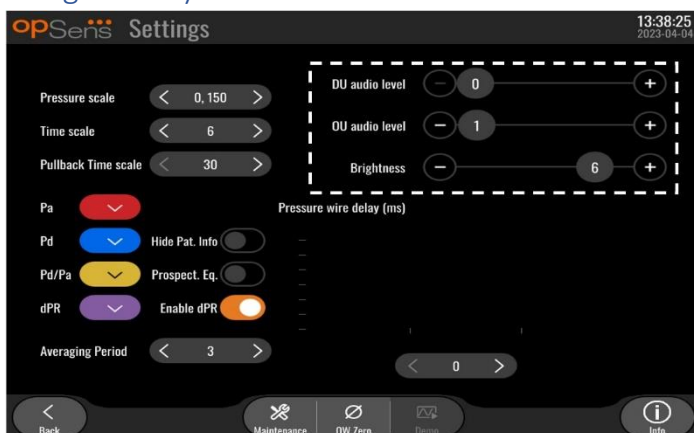 opSens Settings
13:38:25
2023-04-04
Pressure scale < 0, 150 >
Time scale < 6 >
Pullback Time scale < 30 >
DU audio level − 0 +
OU audio level − 1 +
Brightness − 6 +
Pa
Pressure wire delay (ms)
Pd Hide Pat. Info
Pd/Pa Prospect. Eq.
dPR Enable dPR
Averaging Period < 3 >
< 0 >
Back
Maintenance
OW Zero
Demo
Info